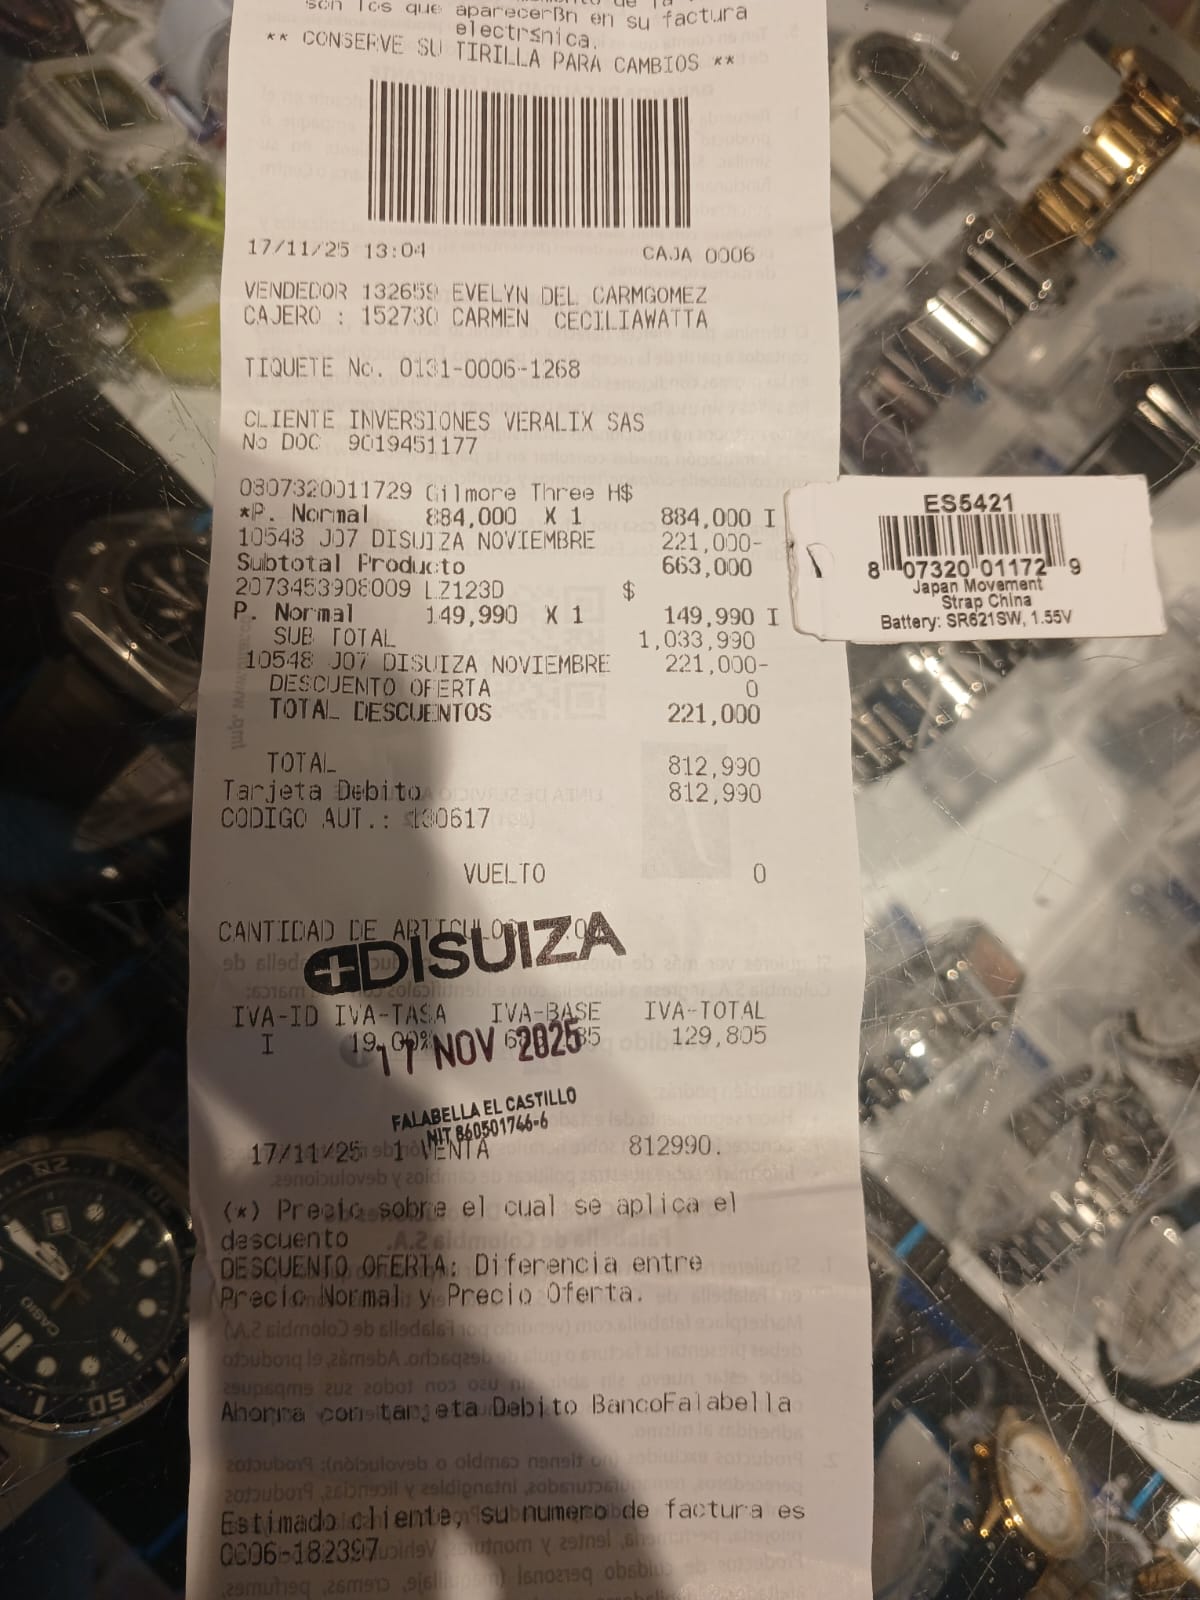 son los que aparecerßn en su factura
electr≤nica.
** CONSERVE SU TIRILLA PARA CAMBIOS **
17/11/25 13:04 CAJA 0006
VENDEDOR 132659 EVELYN DEL CARMGOMEZ
CAJERO : 152730 CARMEN CECILIAWATTA
TIQUETE No. 0131-0006-1268
CLIENTE INVERSIONES VERALIX SAS
No DOC 9019451177
0807320011729 Gilmore Three H$
*P. Normal 884,000 X 1 884,000 I
10548 J07 DISUIZA NOVIEMBRE 221,000-
Subtotal Producto 663,000
2073453908009 LZ123D $
P. Normal 149,990 X 1 149,990 I
SUB TOTAL 1,033,990
10548 J07 DISUIZA NOVIEMBRE 221,000-
DESCUENTO OFERTA 0
TOTAL DESCUENTOS 221,000
TOTAL 812,990
Tarjeta Debito 812,990
CODIGO AUT.: 130617
VUELTO 0
CANTIDAD DE ARTICULOS
DISUIZA
IVA-ID IVA-TASA IVA-BASE IVA-TOTAL
I 19.00% 129,805
17 NOV 2025
FALABELLA EL CASTILLO
NIT 860501746-6
17/11/25 1 VENTA 812990.
(*) Precio sobre el cual se aplica el
descuento
DESCUENTO OFERTA: Diferencia entre
Precio Normal y Precio Oferta.
Ahorra con tarjeta Debito BancoFalabella
Estimado cliente, su numero de factura es
0006-182397
ES5421
8 07320 01172 9
Japan Movement
Strap China
Battery: SR621SW, 1.55V
CASIO
50